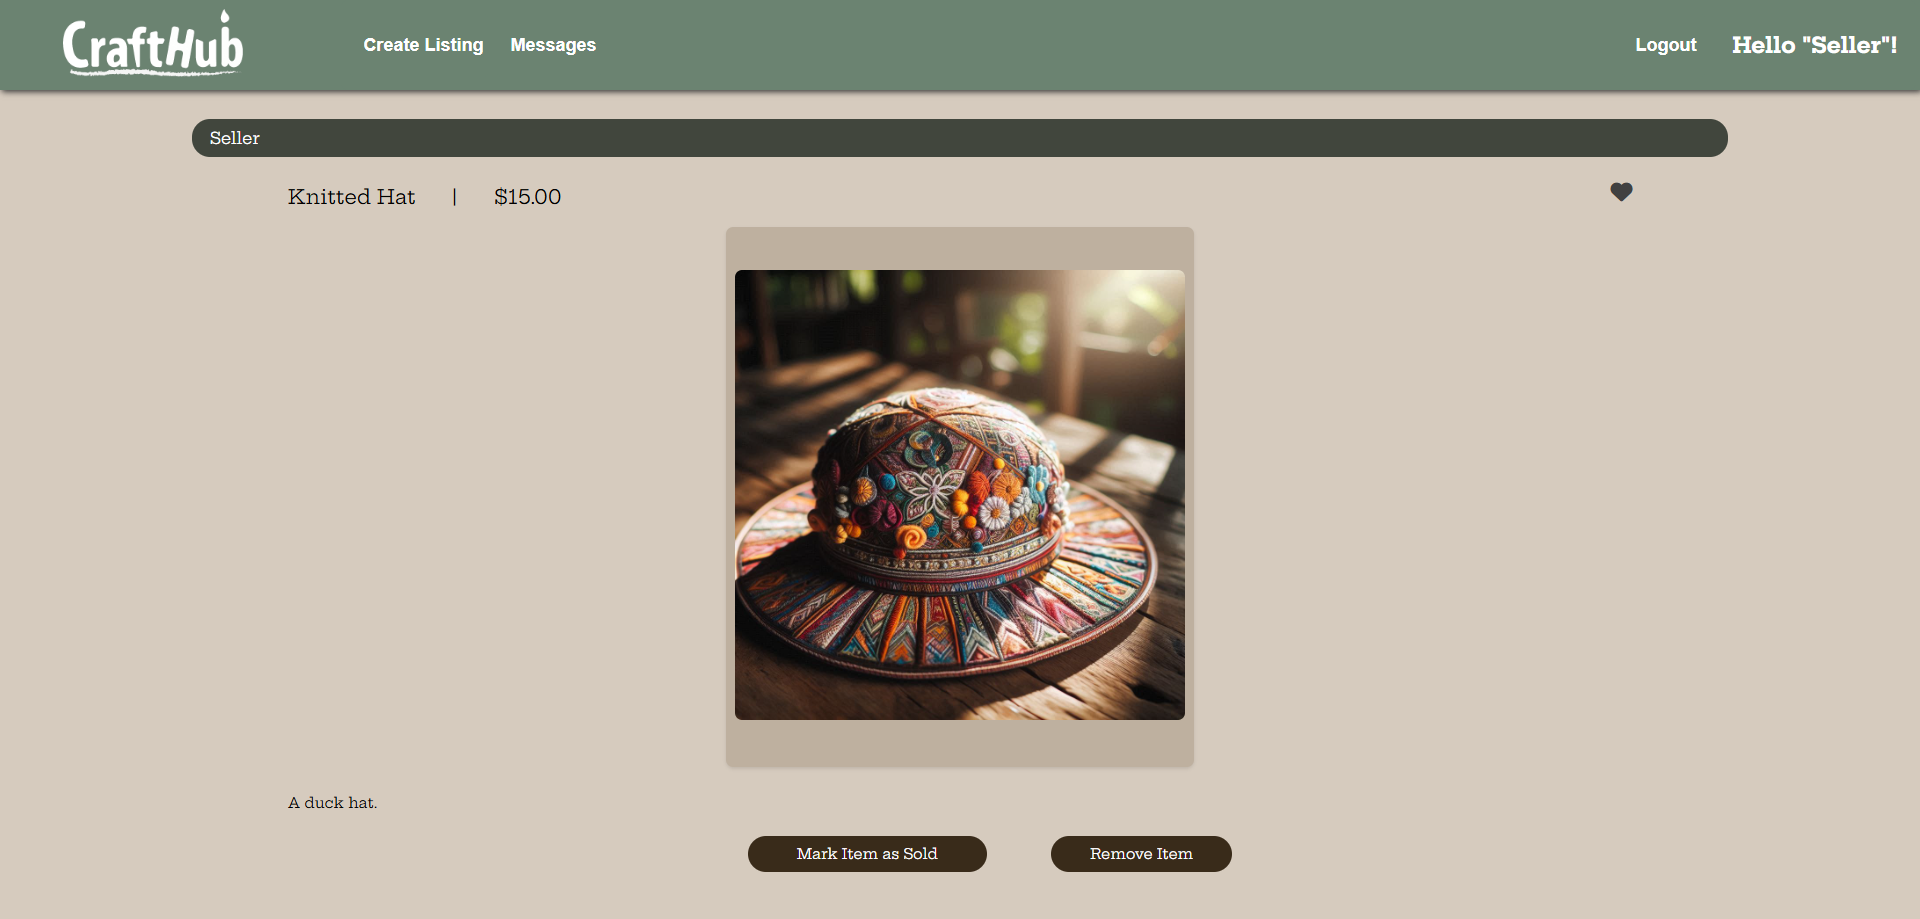 CraftHub
Create Listing
Messages
Logout
Hello "Seller"!
Seller
Knitted Hat | $15.00
A duck hat.
Mark Item as Sold
Remove Item